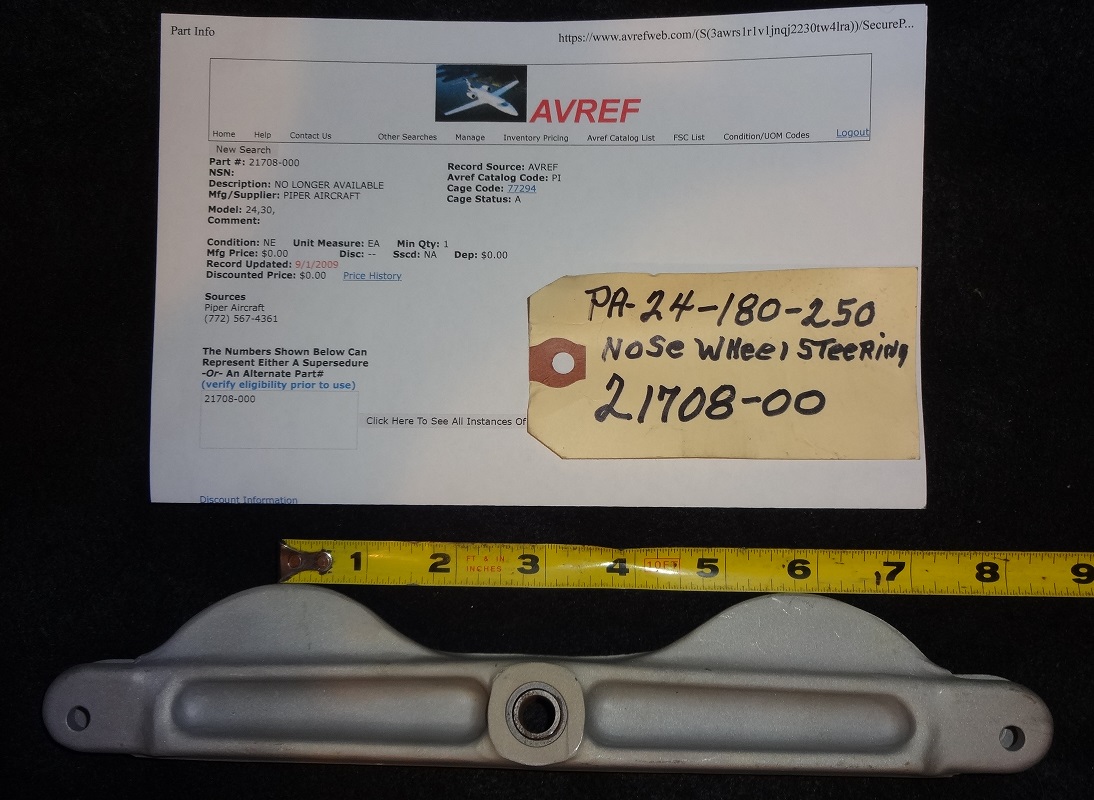 Part Info
https://www.avrefweb.com/(S(3awrs1r1v1jnqj2230tw4lra))/SecureP...
AVREF
Home Help Contact Us Other Searches Manage Inventory Pricing Avref Catalog List FSC List Condition/UOM Codes Logout
New Search
Part #: 21708-000
NSN:
Description: NO LONGER AVAILABLE
Mfg/Supplier: PIPER AIRCRAFT
Model: 24,30,
Comment:
Record Source: AVREF
Avref Catalog Code: PI
Cage Code: 77294
Cage Status: A
Condition: NE Unit Measure: EA Min Qty: 1
Mfg Price: $0.00 Disc: -- Sscd: NA Dep: $0.00
Record Updated: 9/1/2009
Discounted Price: $0.00 Price History
Sources
Piper Aircraft
(772) 567-4361
The Numbers Shown Below Can
Represent Either A Supersedure
-Or- An Alternate Part#
(verify eligibility prior to use)
21708-000
Click Here To See All Instances Of
Discount Information
PA-24-180-250
NOSE WHEEl STEERing
21708-00
1 2 3 4 5 6 7 8 9
FT & IN.
INCHES
10FT